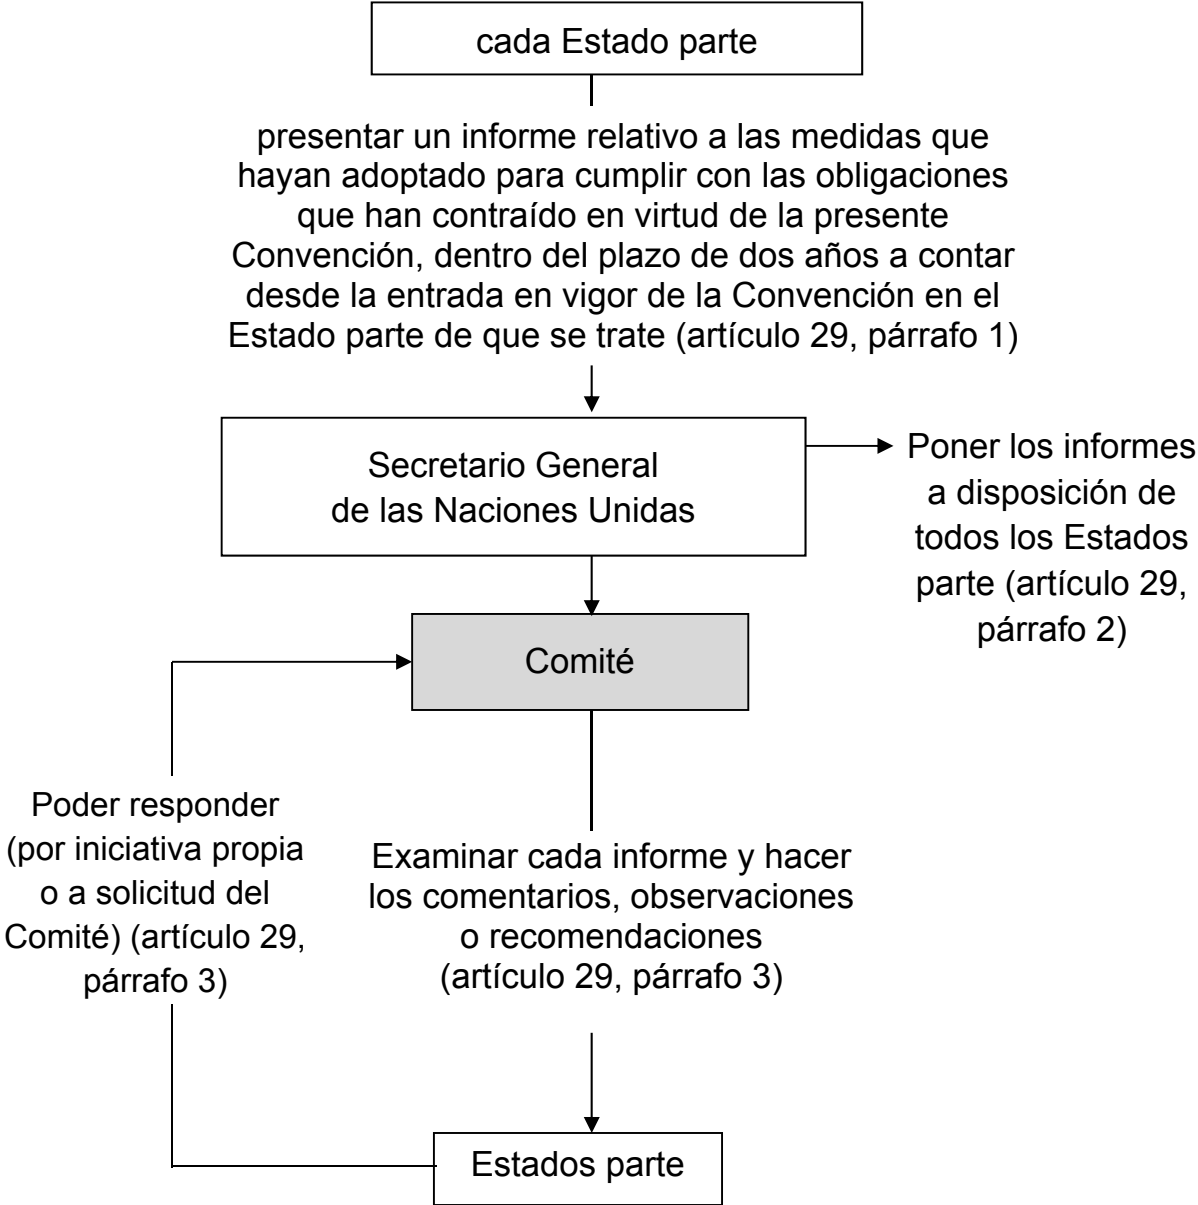 cada Estado parte
presentar un informe relativo a las medidas que
hayan adoptado para cumplir con las obligaciones
que han contraído en virtud de la presente
Convención, dentro del plazo de dos años a contar
desde la entrada en vigor de la Convención en el
Estado parte de que se trate (artículo 29, párrafo 1)
Secretario General
de las Naciones Unidas
Poner los informes
a disposición de
todos los Estados
parte (artículo 29,
párrafo 2)
Comité
Poder responder
(por iniciativa propia
o a solicitud del
Comité) (artículo 29,
párrafo 3)
Examinar cada informe y hacer
los comentarios, observaciones
o recomendaciones
(artículo 29, párrafo 3)
Estados parte